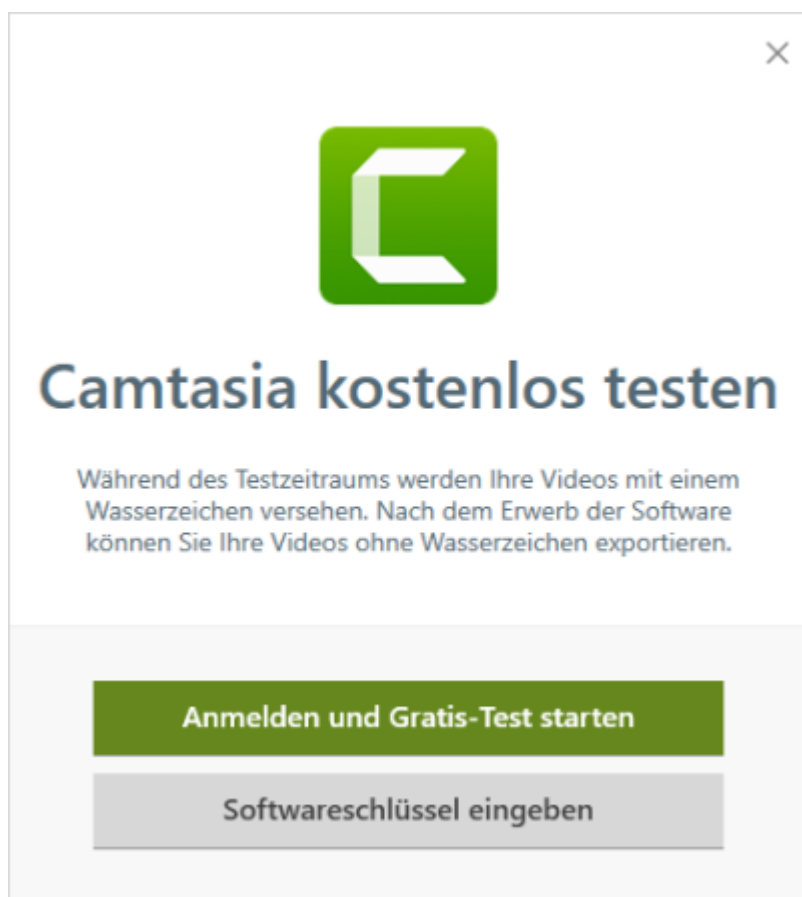 Camtasia kostenlos testen
Während des Testzeitraums werden Ihre Videos mit einem
Wasserzeichen versehen. Nach dem Erwerb der Software
können Sie Ihre Videos ohne Wasserzeichen exportieren.
Anmelden und Gratis-Test starten
Softwareschlüssel eingeben